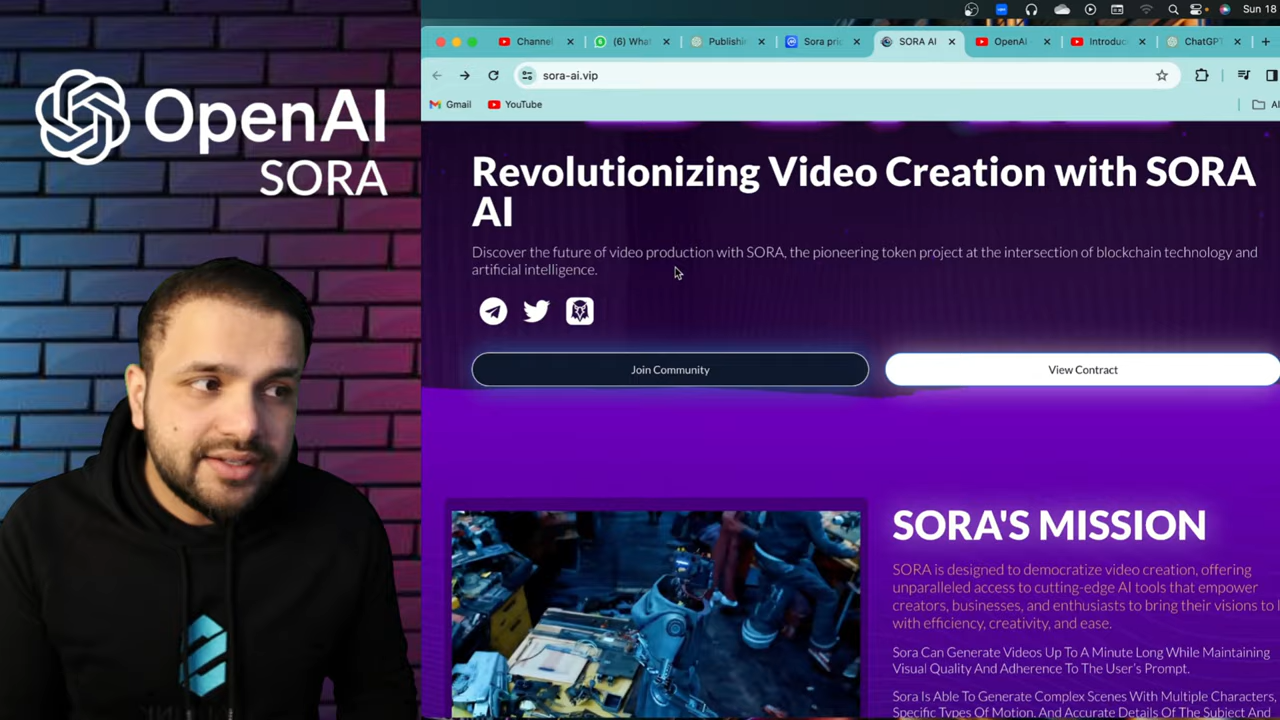 Sun 18
Channel
(6) What
Publishin
Sora pric
SORA AI
OpenAI
Introduc
ChatGPT
sora-ai.vip
Gmail
YouTube
OpenAI
SORA
Revolutionizing Video Creation with SORA
AI
Discover the future of video production with SORA, the pioneering token project at the intersection of blockchain technology and
artificial intelligence.
Join Community
View Contract
SORA'S MISSION
SORA is designed to democratize video creation, offering
unparalleled access to cutting-edge AI tools that empower
creators, businesses, and enthusiasts to bring their visions to
with efficiency, creativity, and ease.
Sora Can Generate Videos Up To A Minute Long While Maintaining
Visual Quality And Adherence To The User's Prompt.
Sora Is Able To Generate Complex Scenes With Multiple Characters,
Specific Types Of Motion, And Accurate Details Of The Subject And